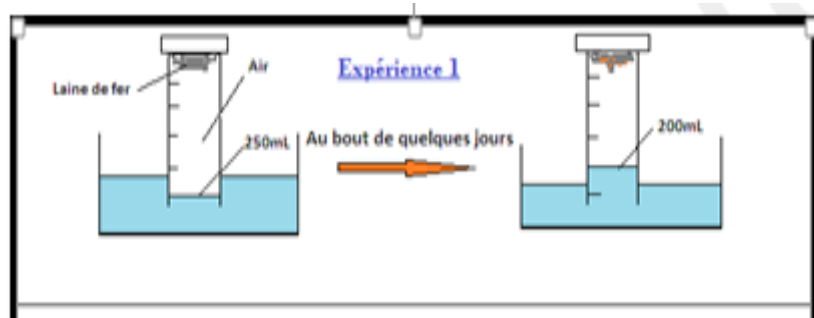 Expérience 1
Laine de fer
Air
250mL
Au bout de quelques jours
200mL